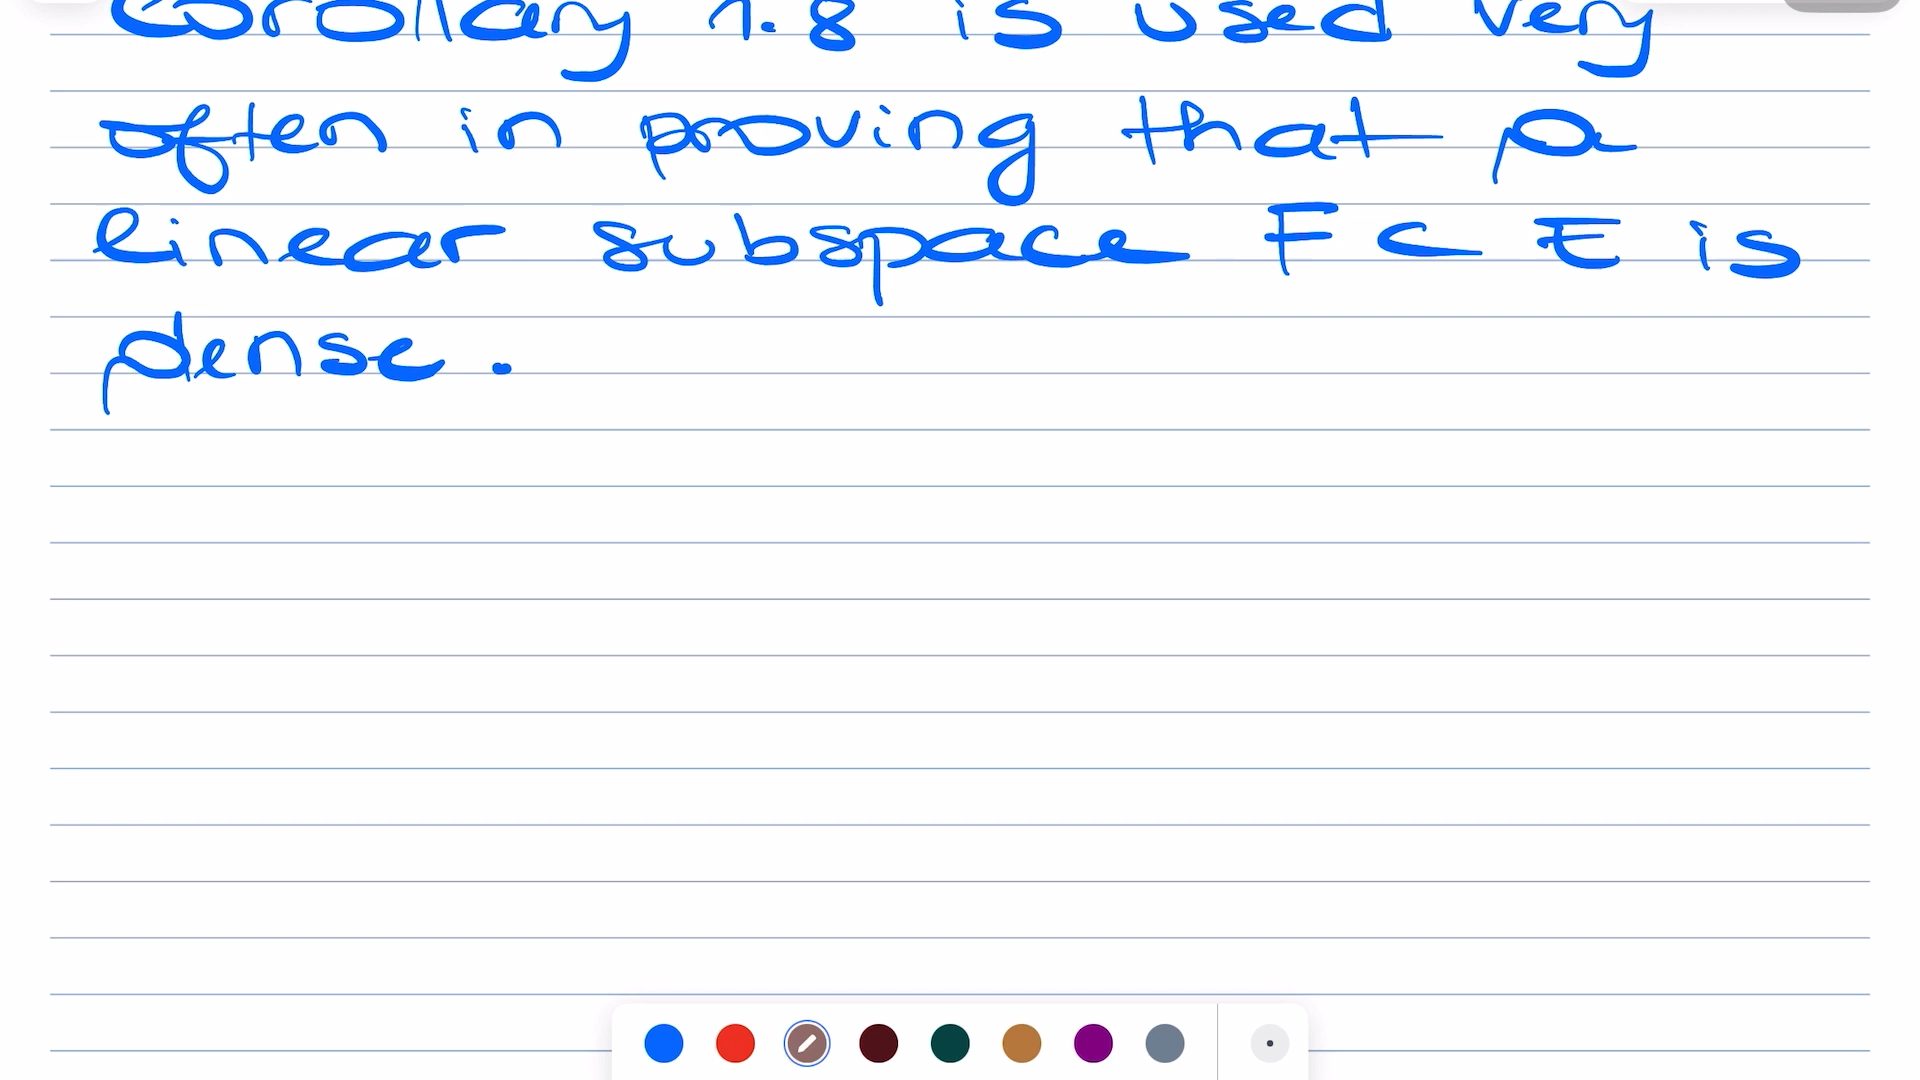 Corollary 1.8 is used very
often in proving that a
linear subspace F ⊂ E is
dense.